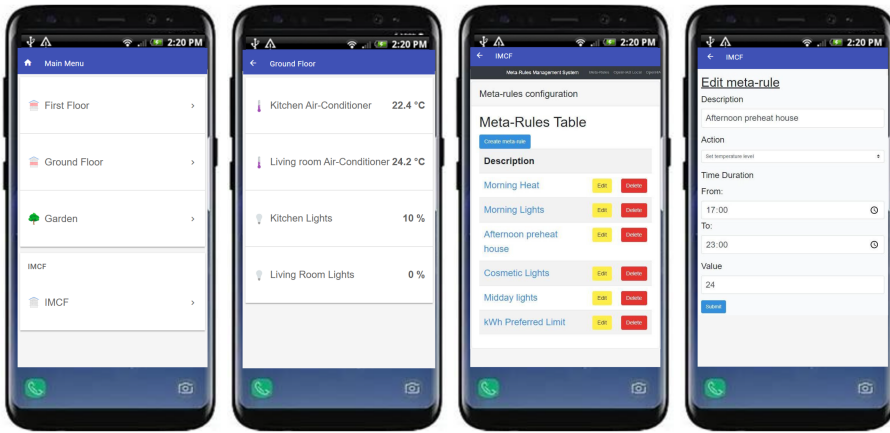 2:20 PM
Main Menu
First Floor
Ground Floor
Garden
IMCF
IMCF
2:20 PM
Ground Floor
Kitchen Air-Conditioner 22.4 °C
Living room Air-Conditioner 24.2 °C
Kitchen Lights 10 %
Living Room Lights 0 %
2:20 PM
IMCF
Meta-Rules Management System Meta-Rules
Meta-rules configuration
Meta-Rules Table
Create meta-rule
Description
Morning Heat Edit Delete
Morning Lights Edit Delete
Afternoon preheat Edit Delete
house
Cosmetic Lights Edit Delete
Midday lights Edit Delete
kWh Preferred Limit Edit Delete
2:20 PM
IMCF
Edit meta-rule
Description
Afternoon preheat house
Action
Set temperature level
Time Duration
From:
17:00
To:
23:00
Value
24
Submit